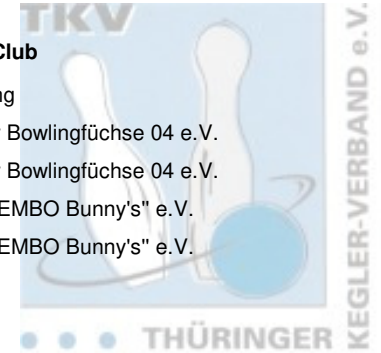 TKV
Club
ng
Bowlingfüchse 04 e.V.
Bowlingfüchse 04 e.V.
EMBO Bunny's" e.V.
EMBO Bunny's" e.V.
THÜRINGER
KEGLER-VERBAND e.V.